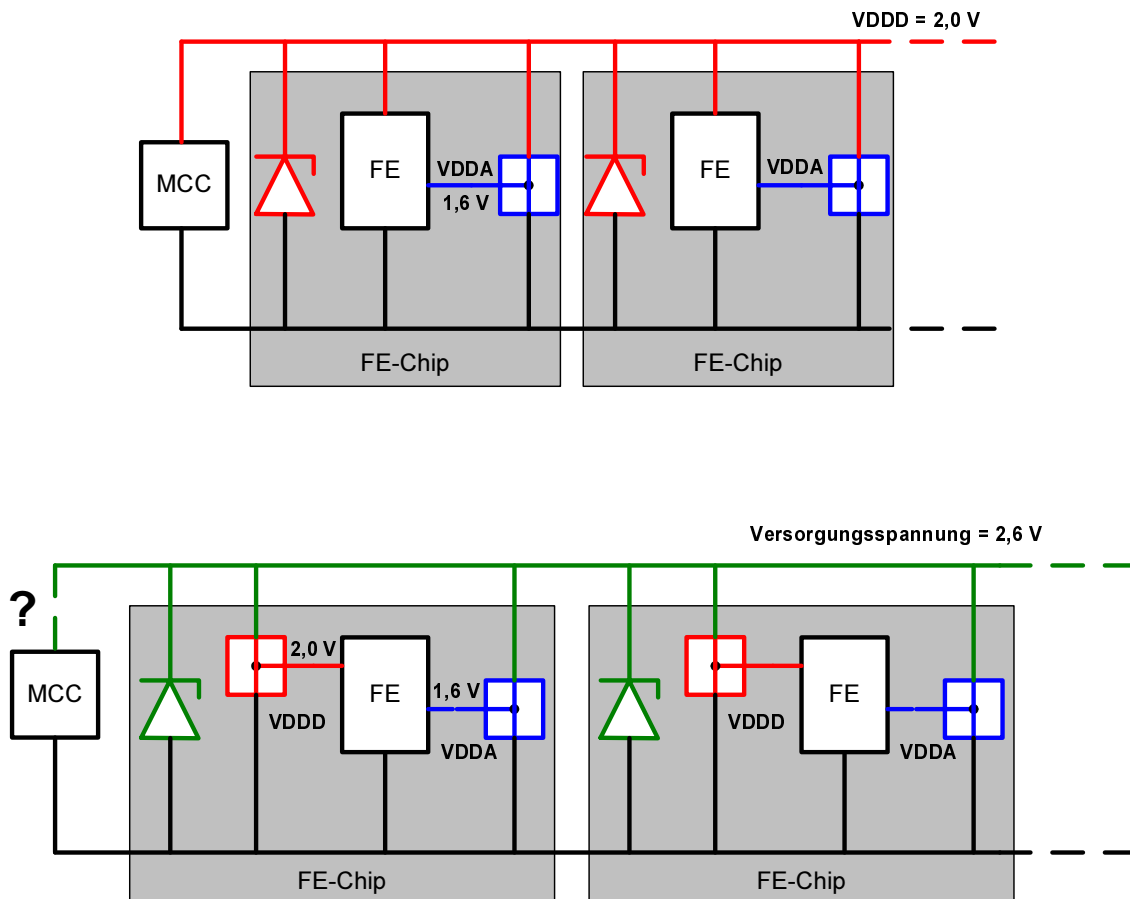 VDDD = 2,0 V
MCC
FE
VDDA
1,6 V
FE
VDDA
FE-Chip
FE-Chip
Versorgungsspannung = 2,6 V
?
MCC
2,0 V
VDDD
FE
1,6 V
VDDA
VDDD
FE
VDDA
FE-Chip
FE-Chip